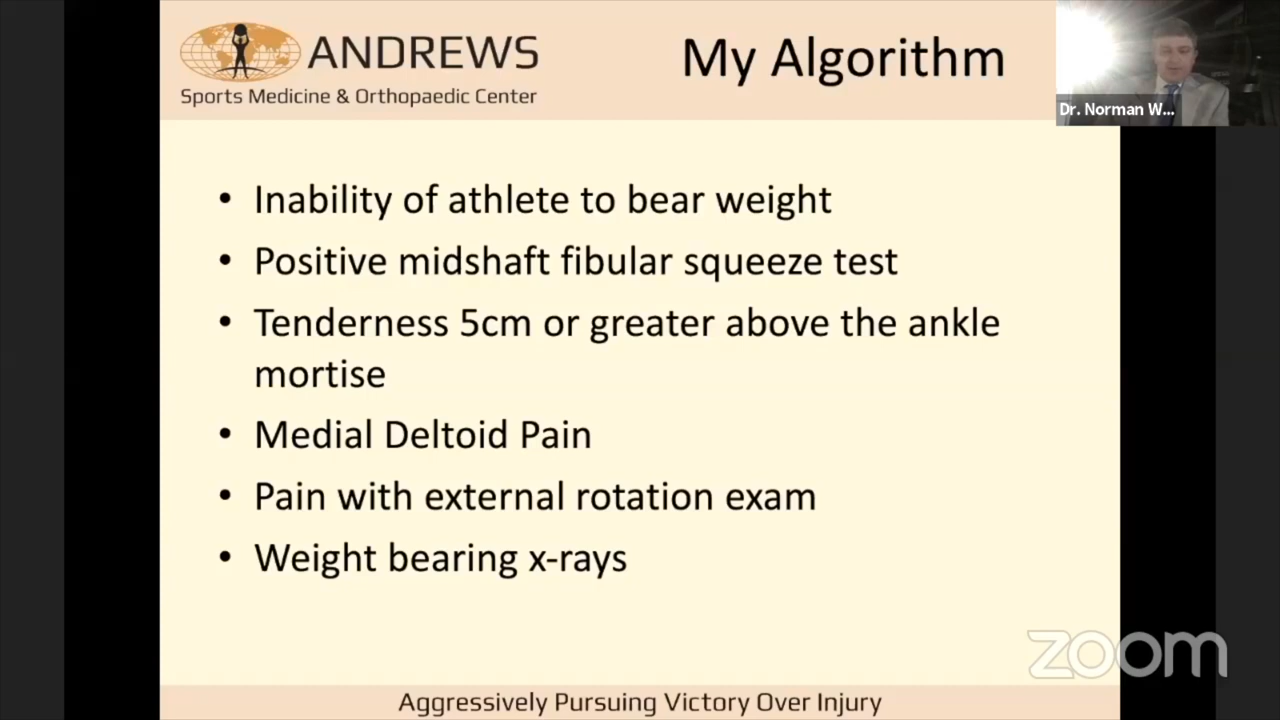 ANDREWS
Sports Medicine & Orthopaedic Center
My Algorithm
Dr. Norman W...
• Inability of athlete to bear weight
• Positive midshaft fibular squeeze test
• Tenderness 5cm or greater above the ankle
mortise
• Medial Deltoid Pain
• Pain with external rotation exam
• Weight bearing x-rays
zoom
Aggressively Pursuing Victory Over Injury